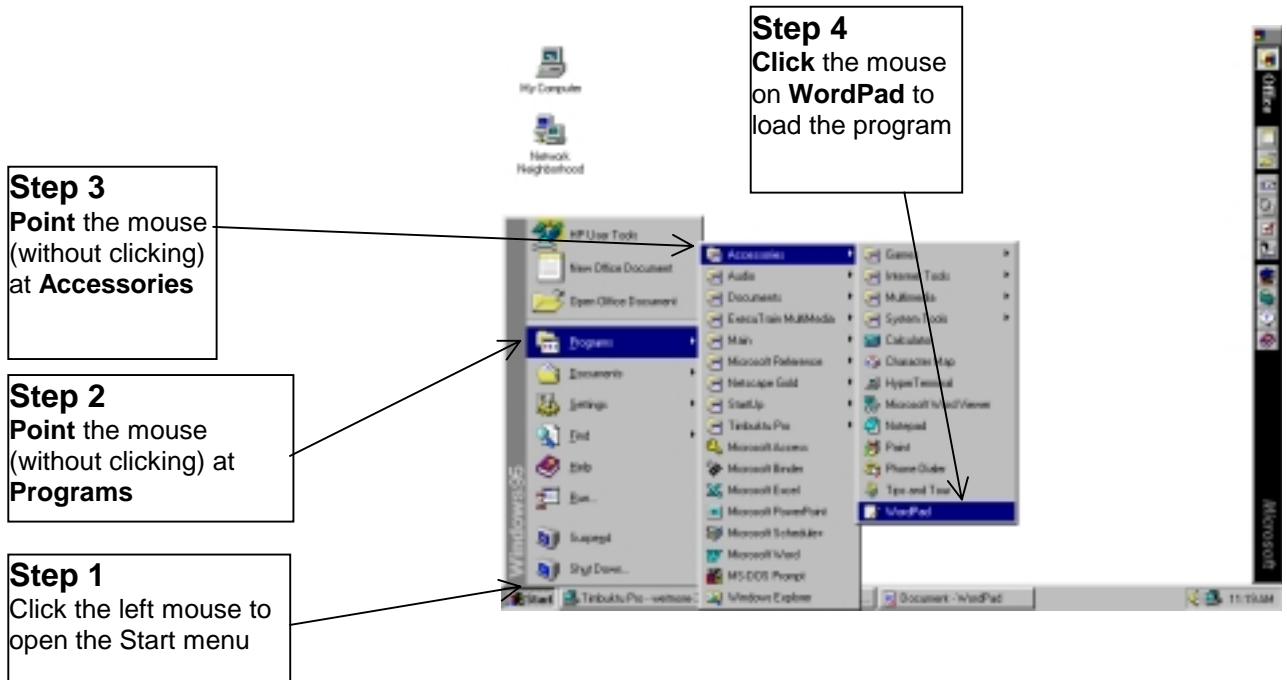 Step 4
Click the mouse
on WordPad to
load the program
My Computer
Network
Neighborhood
Step 3
Point the mouse
(without clicking)
at Accessories
Step 2
Point the mouse
(without clicking) at
Programs
Step 1
Click the left mouse to
open the Start menu
HP User Tools
New Office Document
Open Office Document
Programs
Documents
Settings
Find
Help
Run...
Suspend
Shut Down...
Windows95
Accessories
Audio
Documents
ExecuTrain MultiMedia
Main
Microsoft Reference
Netscape Gold
StartUp
Timbuktu Pro
Microsoft Access
Microsoft Binder
Microsoft Excel
Microsoft PowerPoint
Microsoft Schedule+
Microsoft Word
MS-DOS Prompt
Windows Explorer
Games
Internet Tools
Multimedia
System Tools
Calculator
Character Map
HyperTerminal
Microsoft Word Viewer
Notepad
Paint
Phone Dialer
Tips and Tour
WordPad
Start
Timbuktu Pro -
Document - WordPad
11:19 AM
Office
Microsoft